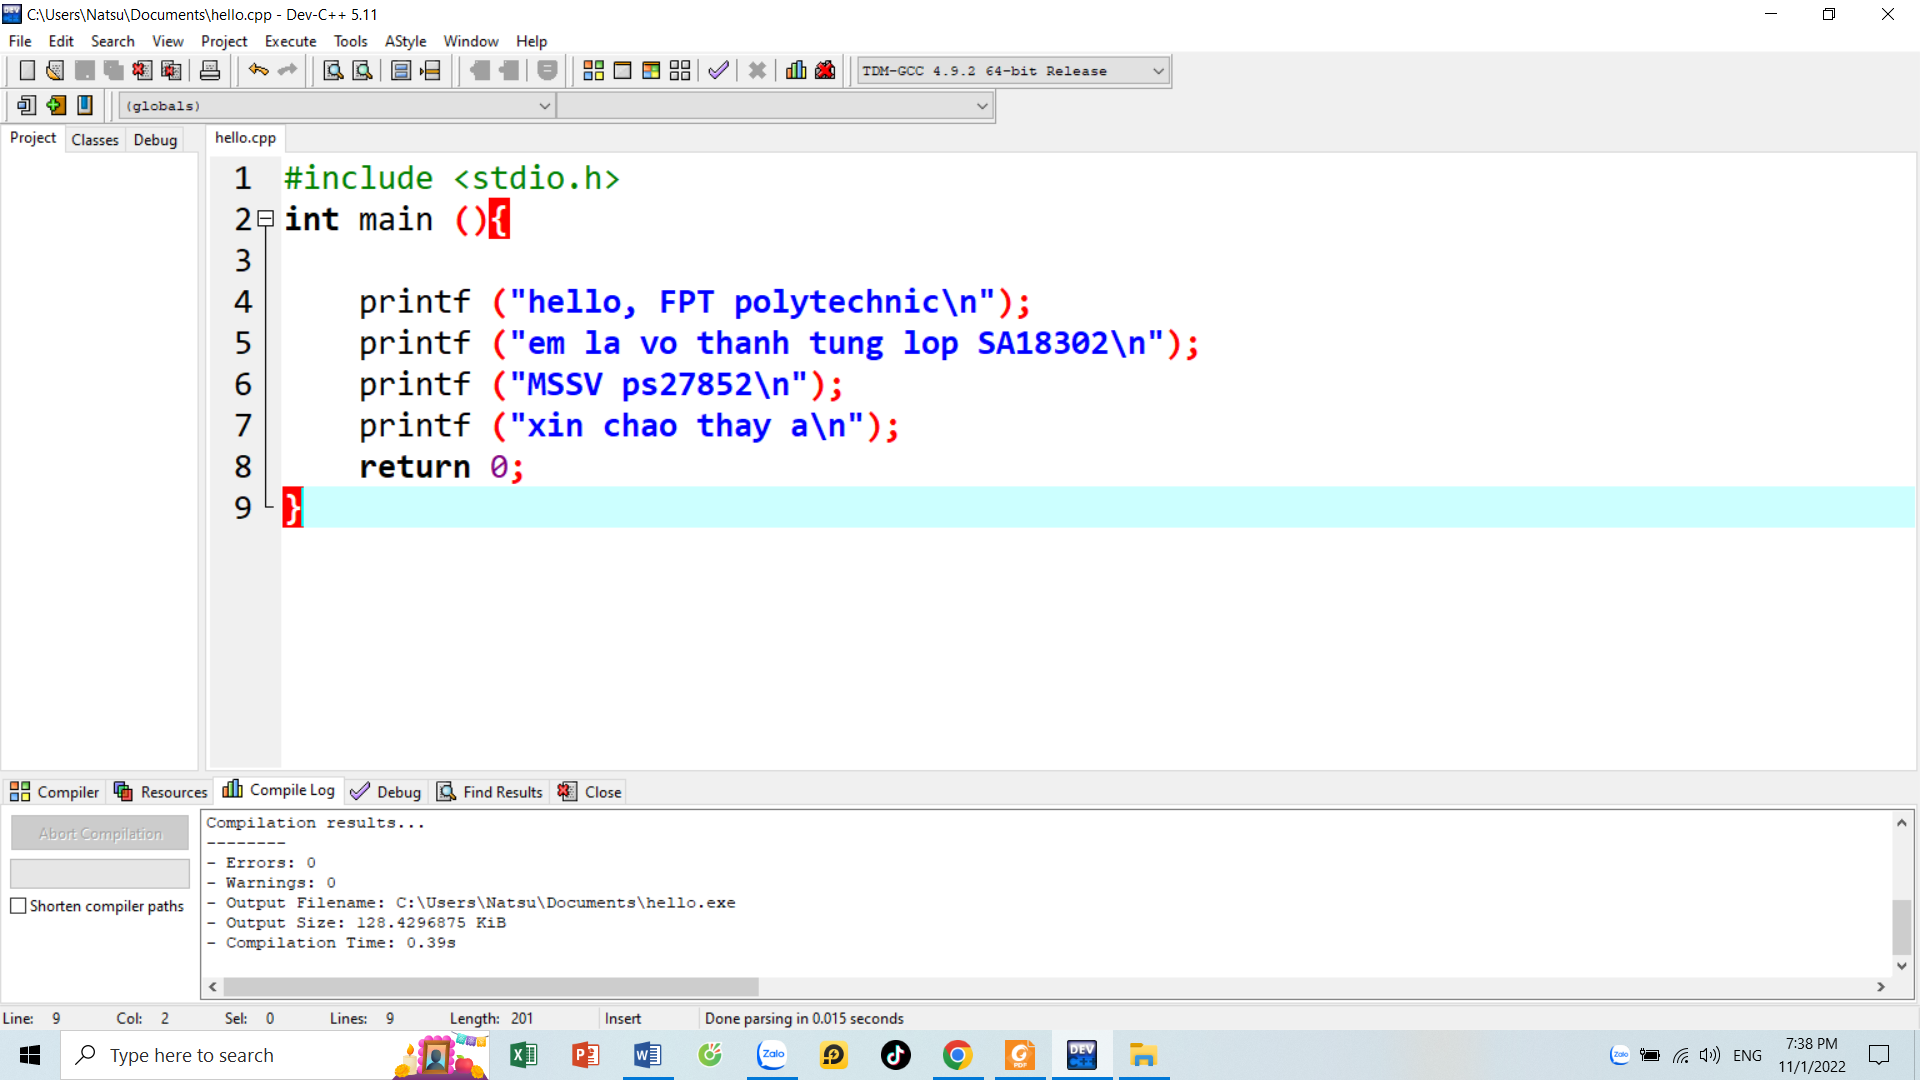 C:\Users\Natsu\Documents\hello.cpp - Dev-C++ 5.11
File Edit Search View Project Execute Tools AStyle Window Help
TDM-GCC 4.9.2 64-bit Release
(globals)
Project Classes Debug hello.cpp
1 #include <stdio.h>
2 int main (){
3
4 printf ("hello, FPT polytechnic\n");
5 printf ("em la vo thanh tung lop SA18302\n");
6 printf ("MSSV ps27852\n");
7 printf ("xin chao thay a\n");
8 return 0;
9 }
Compiler Resources Compile Log Debug Find Results Close
Abort Compilation
Shorten compiler paths
Compilation results...
--------
- Errors: 0
- Warnings: 0
- Output Filename: C:\Users\Natsu\Documents\hello.exe
- Output Size: 128.4296875 KiB
- Compilation Time: 0.39s
Line: 9 Col: 2 Sel: 0 Lines: 9 Length: 201 Insert Done parsing in 0.015 seconds
Type here to search
Zalo
DEV C++
ENG
7:38 PM
11/1/2022